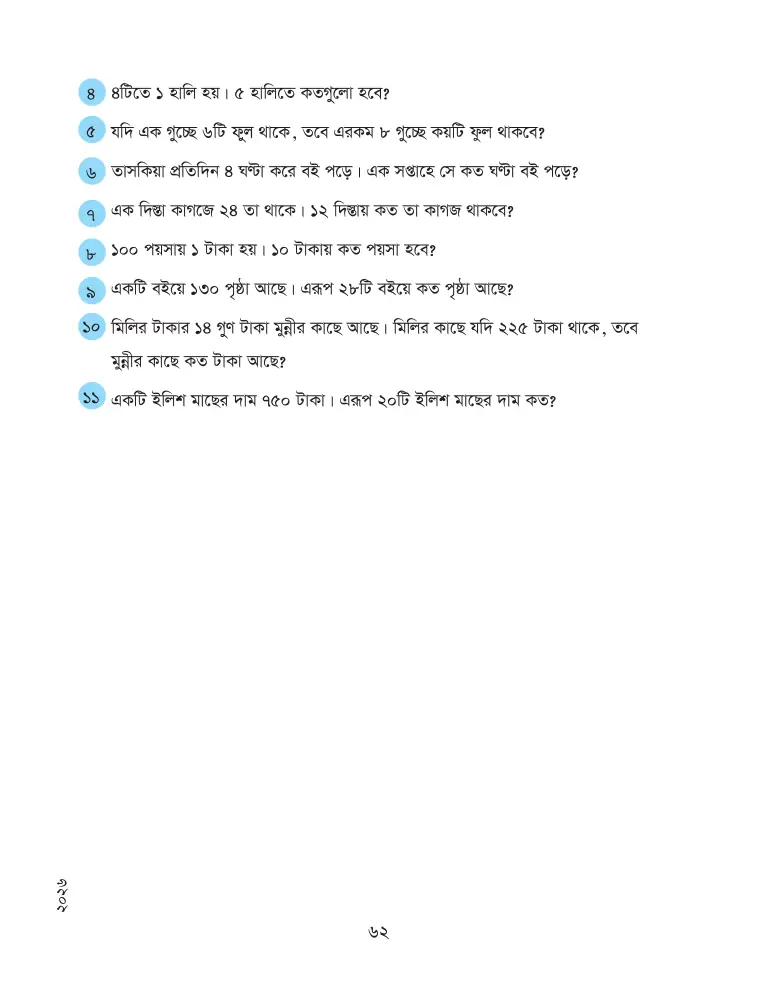 ৪ ৪টিতে ১ হালি হয়। ৫ হালিতে কতগুলো হবে?
৫ যদি এক গুচ্ছে ৬টি ফুল থাকে, তবে এরকম ৮ গুচ্ছে কয়টি ফুল থাকবে?
৬ তাসকিয়া প্রতিদিন ৪ ঘণ্টা করে বই পড়ে। এক সপ্তাহে সে কত ঘণ্টা বই পড়ে?
৭ এক দিস্তা কাগজে ২৪ তা থাকে। ১২ দিস্তায় কত তা কাগজ থাকবে?
৮ ১০০ পয়সায় ১ টাকা হয়। ১০ টাকায় কত পয়সা হবে?
৯ একটি বইয়ে ১৩০ পৃষ্ঠা আছে। এরূপ ২৮টি বইয়ে কত পৃষ্ঠা আছে?
১০ মিলির টাকার ১৪ গুণ টাকা মুন্নীর কাছে আছে। মিলির কাছে যদি ২২৫ টাকা থাকে, তবে
মুন্নীর কাছে কত টাকা আছে?
১১ একটি ইলিশ মাছের দাম ৭৫০ টাকা। এরূপ ২০টি ইলিশ মাছের দাম কত?
২০২৬
৬২